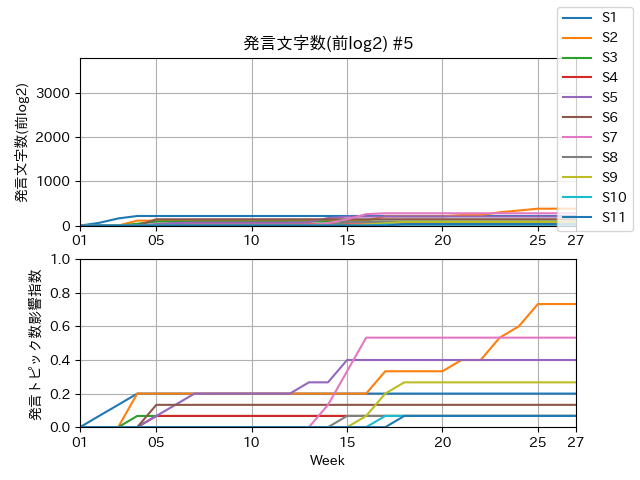 発言文字数(前log2) #5
発言文字数(前log2)
3000
1000
0
01 05 10 15 20 25 27
S1
S2
S3
S4
S5
S6
S7
S8
S9
S10
S11
発言トピック数影響指数
1.0
0.8
0.6
0.4
0.2
0.0
01 05 10 15 20 25 27
Week